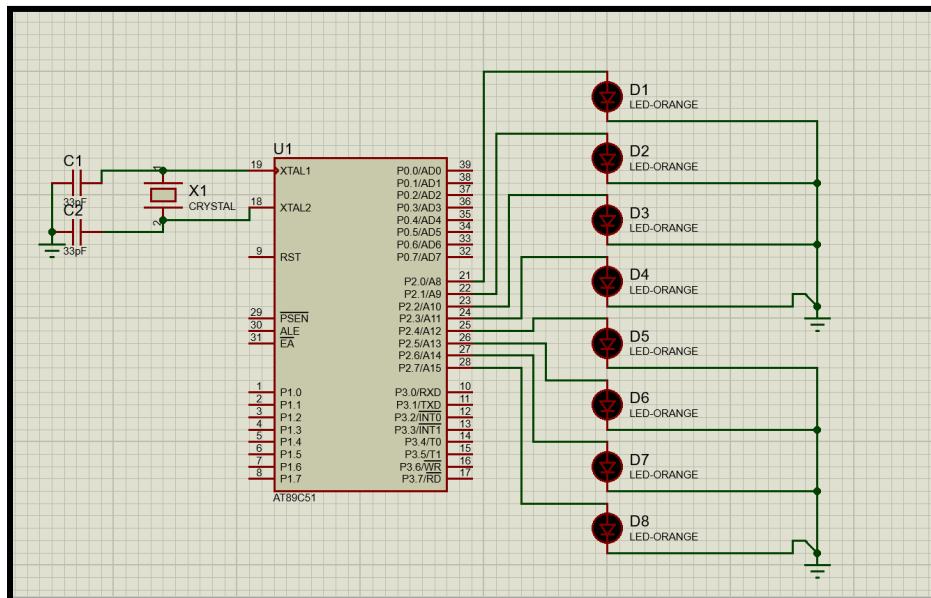 C1
33pF
C2
33pF
1
2
X1
CRYSTAL
U1
19 XTAL1
18 XTAL2
9 RST
29 PSEN
30 ALE
31 EA
1 P1.0
2 P1.1
3 P1.2
4 P1.3
5 P1.4
6 P1.5
7 P1.6
8 P1.7
P0.0/AD0 39
P0.1/AD1 38
P0.2/AD2 37
P0.3/AD3 36
P0.4/AD4 35
P0.5/AD5 34
P0.6/AD6 33
P0.7/AD7 32
P2.0/A8 21
P2.1/A9 22
P2.2/A10 23
P2.3/A11 24
P2.4/A12 25
P2.5/A13 26
P2.6/A14 27
P2.7/A15 28
P3.0/RXD 10
P3.1/TXD 11
P3.2/INT0 12
P3.3/INT1 13
P3.4/T0 14
P3.5/T1 15
P3.6/WR 16
P3.7/RD 17
AT89C51
D1
LED-ORANGE
D2
LED-ORANGE
D3
LED-ORANGE
D4
LED-ORANGE
D5
LED-ORANGE
D6
LED-ORANGE
D7
LED-ORANGE
D8
LED-ORANGE